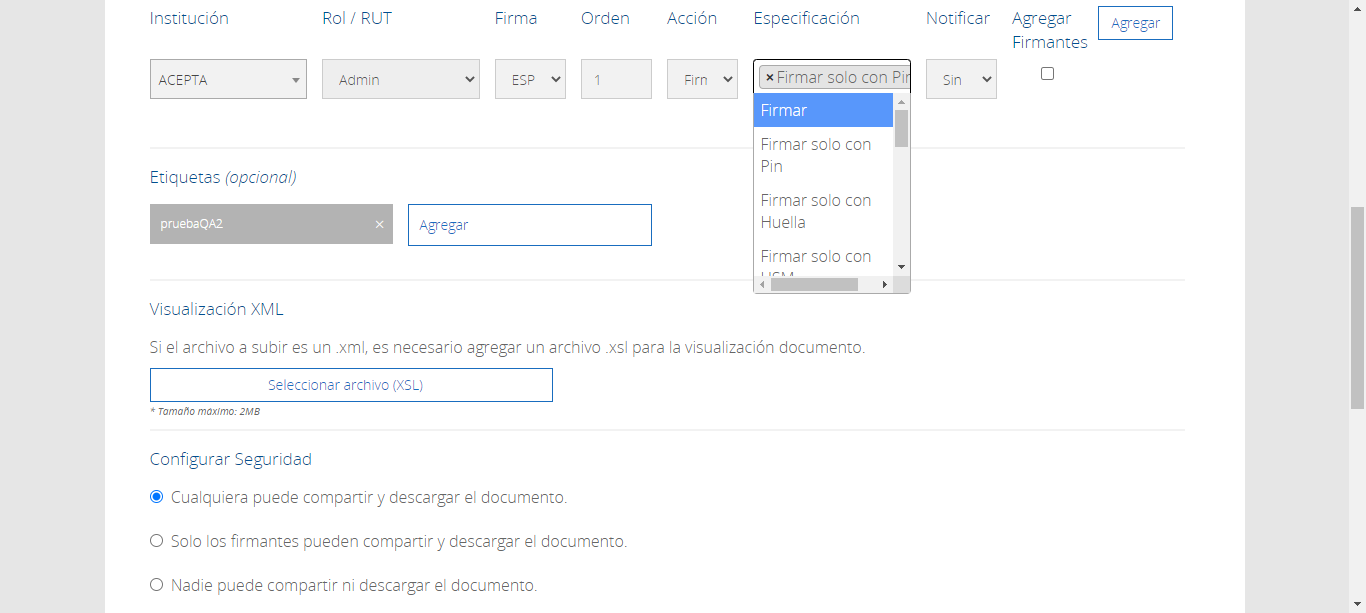 Institución Rol / RUT Firma Orden Acción Especificación Notificar Agregar Firmantes Agregar
ACEPTA Admin ESP 1 Firn × Firmar solo con Pin Sin
Firmar
Firmar solo con
Pin
Firmar solo con
Huella
Firmar solo con
HSM
Etiquetas (opcional)
pruebaQA2 × Agregar
Visualización XML
Si el archivo a subir es un .xml, es necesario agregar un archivo .xsl para la visualización documento.
Seleccionar archivo (XSL)
* Tamaño máximo: 2MB
Configurar Seguridad
Cualquiera puede compartir y descargar el documento.
Solo los firmantes pueden compartir y descargar el documento.
Nadie puede compartir ni descargar el documento.